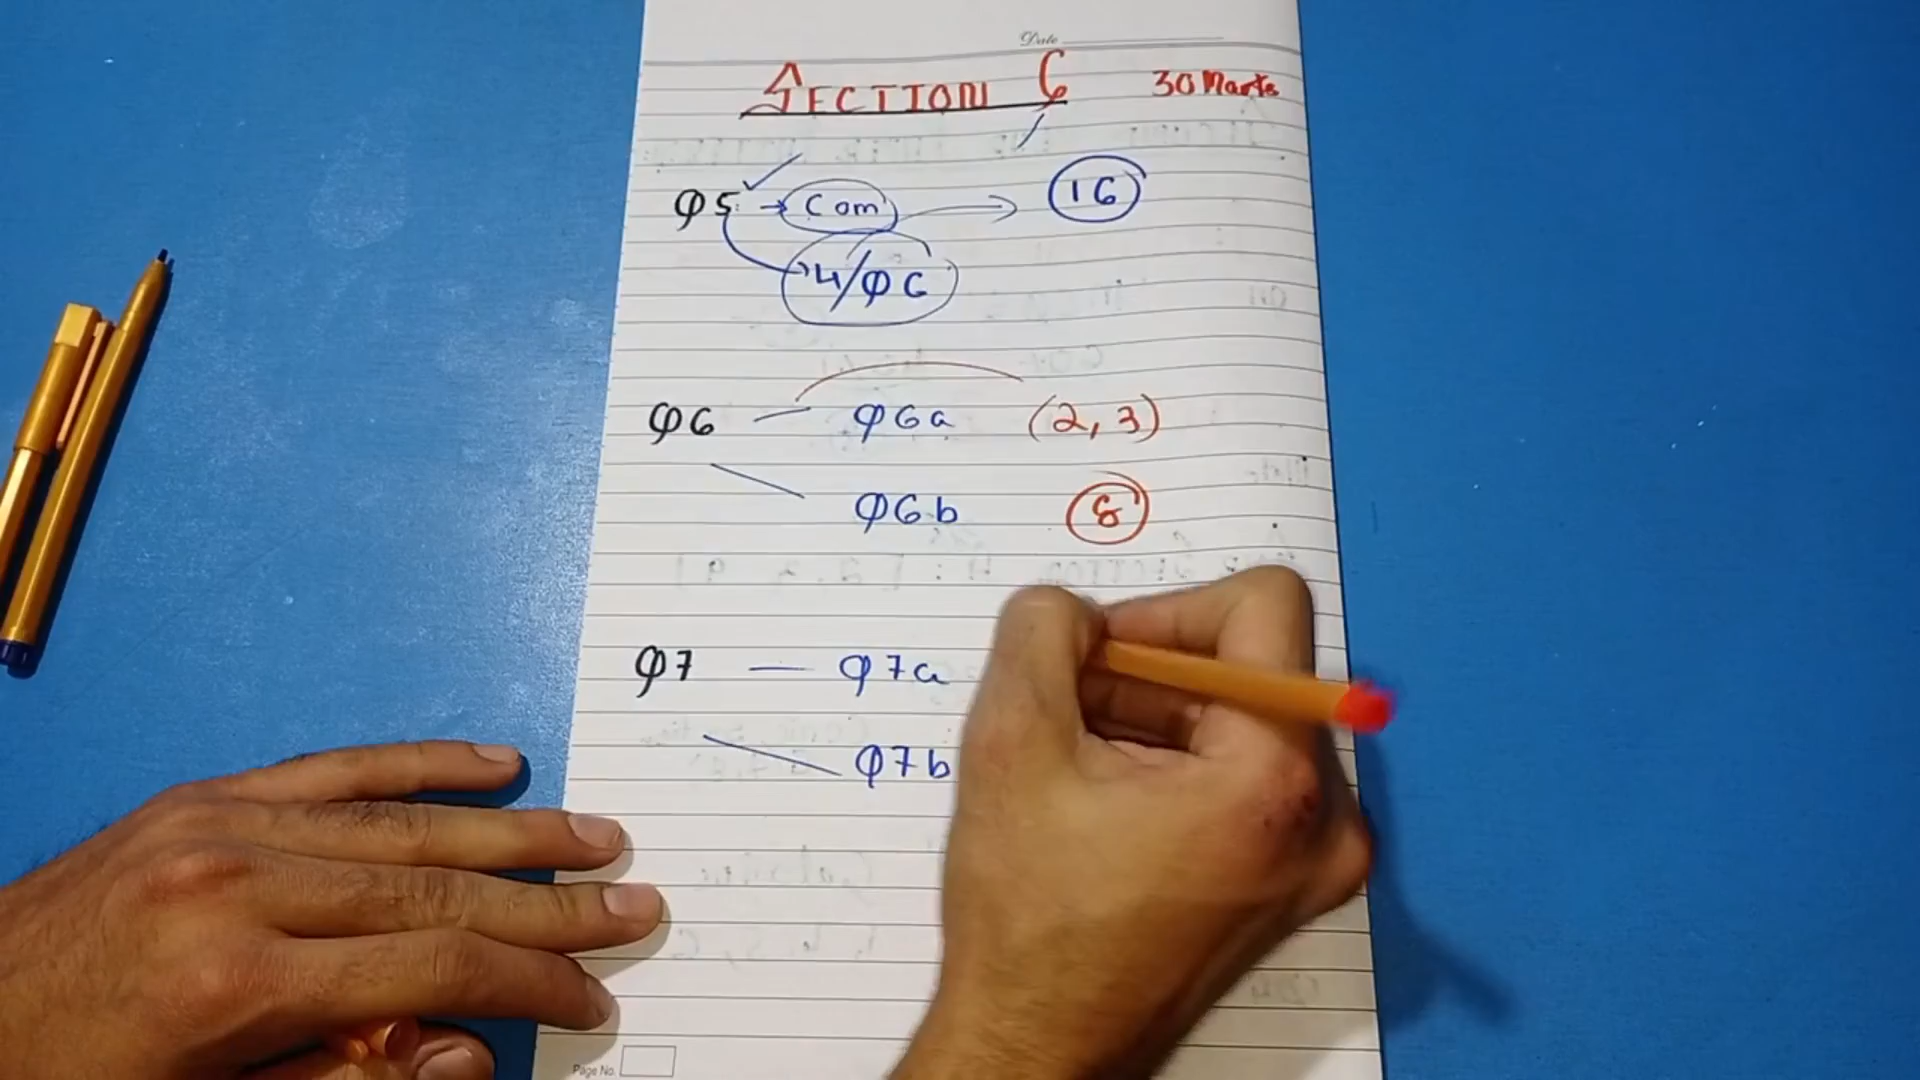 Date
SECTION C 30 Marks
Q5 → Com → 16
4/Q6
Q6 — Q6a (2, 3)
Q6b 8
Q7 — Q7a
Q7b
Page No.